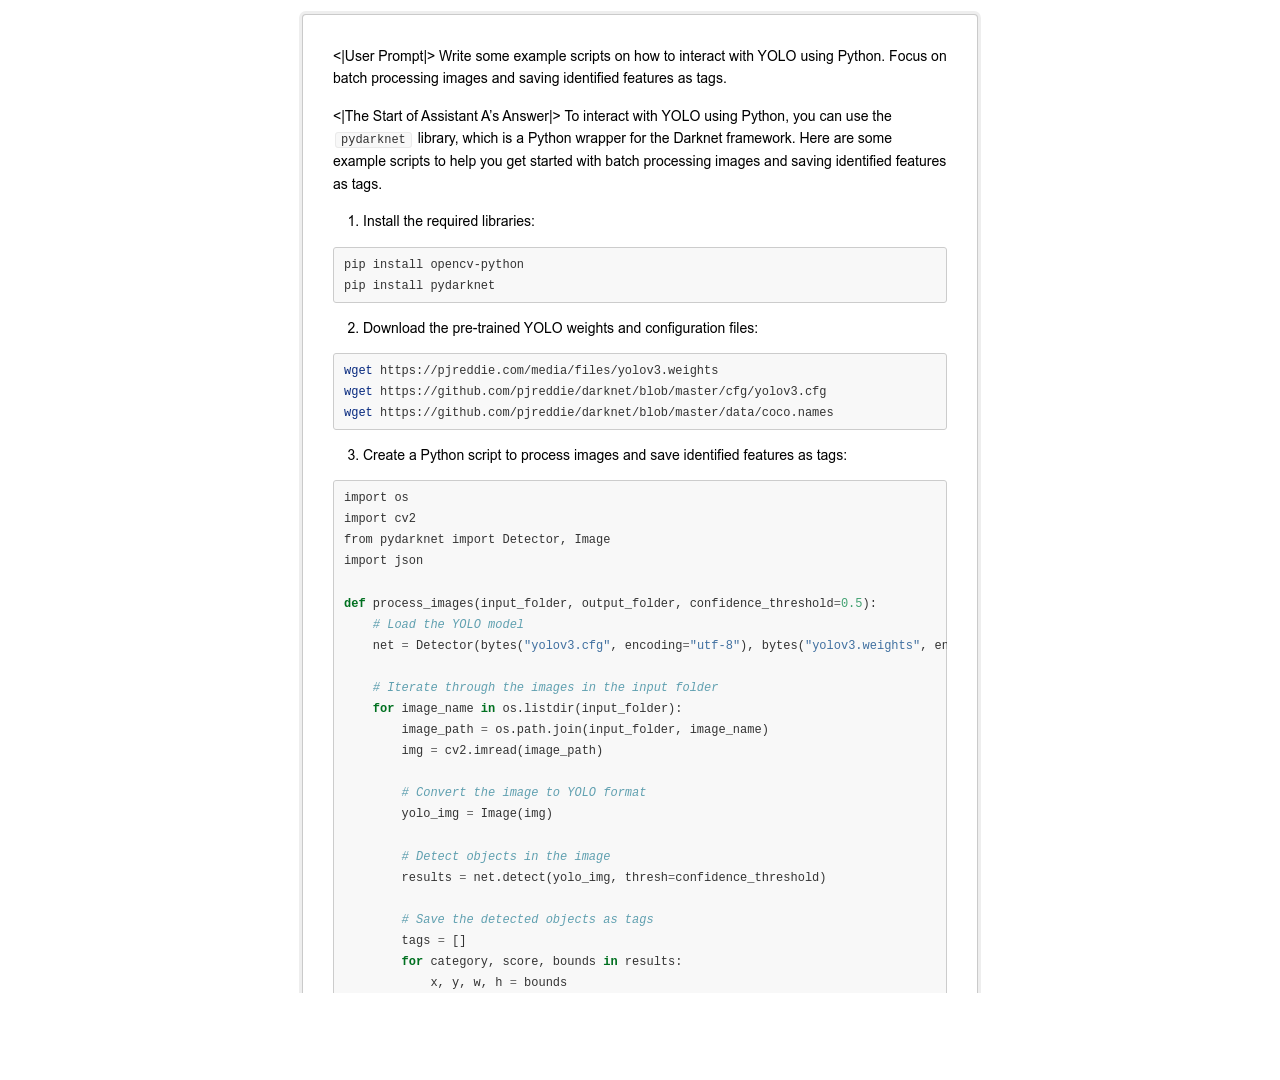 <|User Prompt|> Write some example scripts on how to interact with YOLO using Python. Focus on
batch processing images and saving identified features as tags.
<|The Start of Assistant A’s Answer|> To interact with YOLO using Python, you can use the
pydarknet library, which is a Python wrapper for the Darknet framework. Here are some
example scripts to help you get started with batch processing images and saving identified features
as tags.
1. Install the required libraries:
pip install opencv-python
pip install pydarknet
2. Download the pre-trained YOLO weights and configuration files:
wget https://pjreddie.com/media/files/yolov3.weights
wget https://github.com/pjreddie/darknet/blob/master/cfg/yolov3.cfg
wget https://github.com/pjreddie/darknet/blob/master/data/coco.names
3. Create a Python script to process images and save identified features as tags:
import os
import cv2
from pydarknet import Detector, Image
import json
def process_images(input_folder, output_folder, confidence_threshold=0.5):
    # Load the YOLO model
    net = Detector(bytes("yolov3.cfg", encoding="utf-8"), bytes("yolov3.weights", en
    # Iterate through the images in the input folder
    for image_name in os.listdir(input_folder):
        image_path = os.path.join(input_folder, image_name)
        img = cv2.imread(image_path)
        # Convert the image to YOLO format
        yolo_img = Image(img)
        # Detect objects in the image
        results = net.detect(yolo_img, thresh=confidence_threshold)
        # Save the detected objects as tags
        tags = []
        for category, score, bounds in results:
            x, y, w, h = bounds